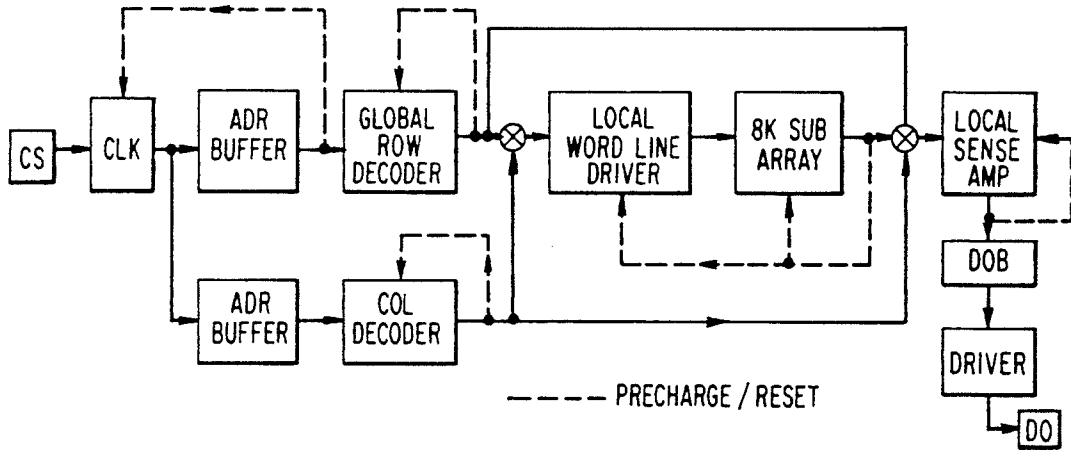 CS
CLK
ADR
BUFFER
GLOBAL
ROW
DECODER
LOCAL
WORD LINE
DRIVER
8K SUB
ARRAY
LOCAL
SENSE
AMP
ADR
BUFFER
COL
DECODER
DOB
DRIVER
DO
PRECHARGE / RESET